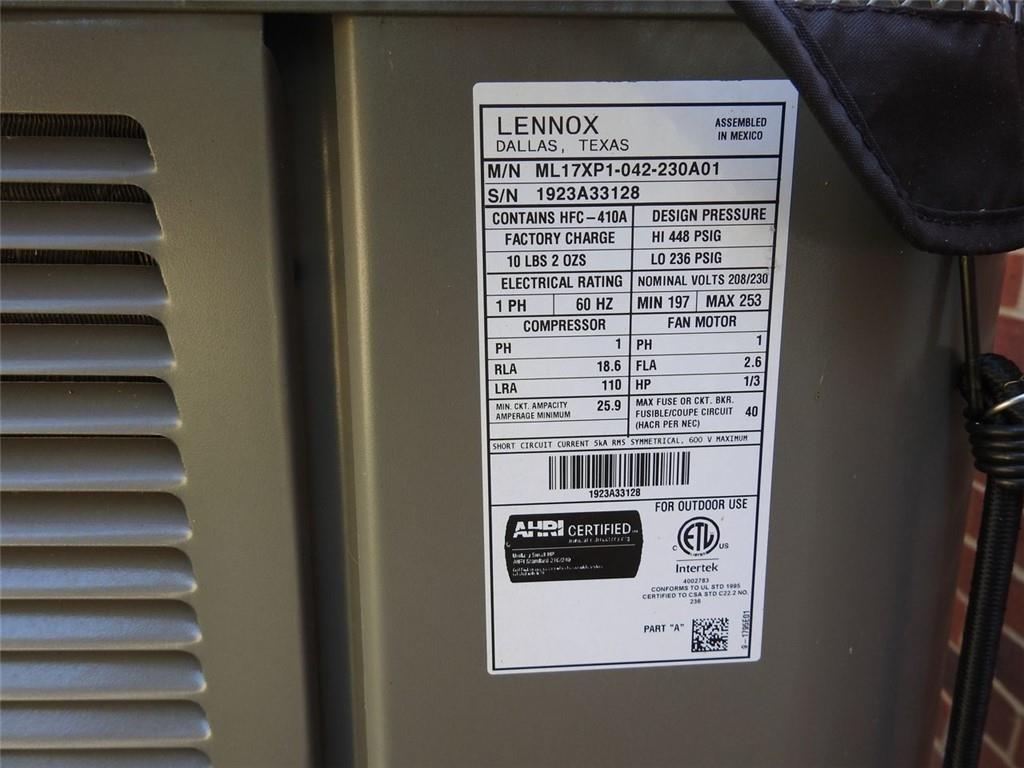 LENNOX
DALLAS, TEXAS
ASSEMBLED
IN MEXICO
M/N ML17XP1-042-230A01
S/N 1923A33128
CONTAINS HFC-410A
DESIGN PRESSURE
FACTORY CHARGE
HI 448 PSIG
10 LBS 2 OZS
LO 236 PSIG
ELECTRICAL RATING
NOMINAL VOLTS 208/230
1 PH 60 HZ
MIN 197 MAX 253
COMPRESSOR
FAN MOTOR
PH 1
PH 1
RLA 18.6
FLA 2.6
LRA 110
HP 1/3
MIN. CKT. AMPACITY
AMPERAGE MINIMUM
25.9
MAX FUSE OR CKT. BKR.
FUSIBLE/COUPE CIRCUIT
(HACR PER NEC)
40
SHORT CIRCUIT CURRENT 5kA RMS SYMMETRICAL, 600 V MAXIMUM
1923A33128
FOR OUTDOOR USE
AHRI CERTIFIED
C ETL US
Intertek
4002783
CONFORMS TO UL STD 1995
CERTIFIED TO CSA STD C22.2 NO.
236
PART "A"